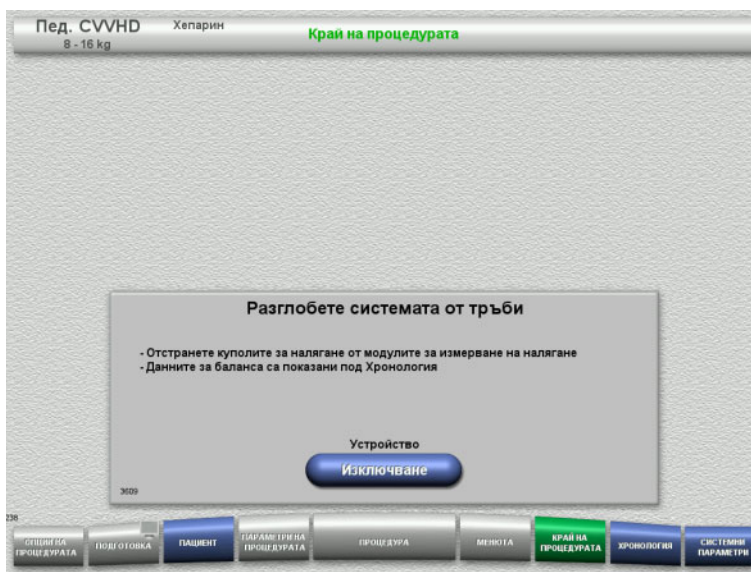 Пед. CVVHD Хепарин Край на процедурата
8 - 16 kg
Разглобете системата от тръби
- Отстранете куполите за налягане от модулите за измерване на налягане
- Данните за баланса са показани под Хронология
Устройство
Изключване
3609
238
ОПЦИИ НА ПРОЦЕДУРАТА
ПОДГОТОВКА
ПАЦИЕНТ
ПАРАМЕТРИ НА ПРОЦЕДУРАТА
ПРОЦЕДУРА
МЕНЮТА
КРАЙ НА ПРОЦЕДУРАТА
ХРОНОЛОГИЯ
СИСТЕМНИ ПАРАМЕТРИ